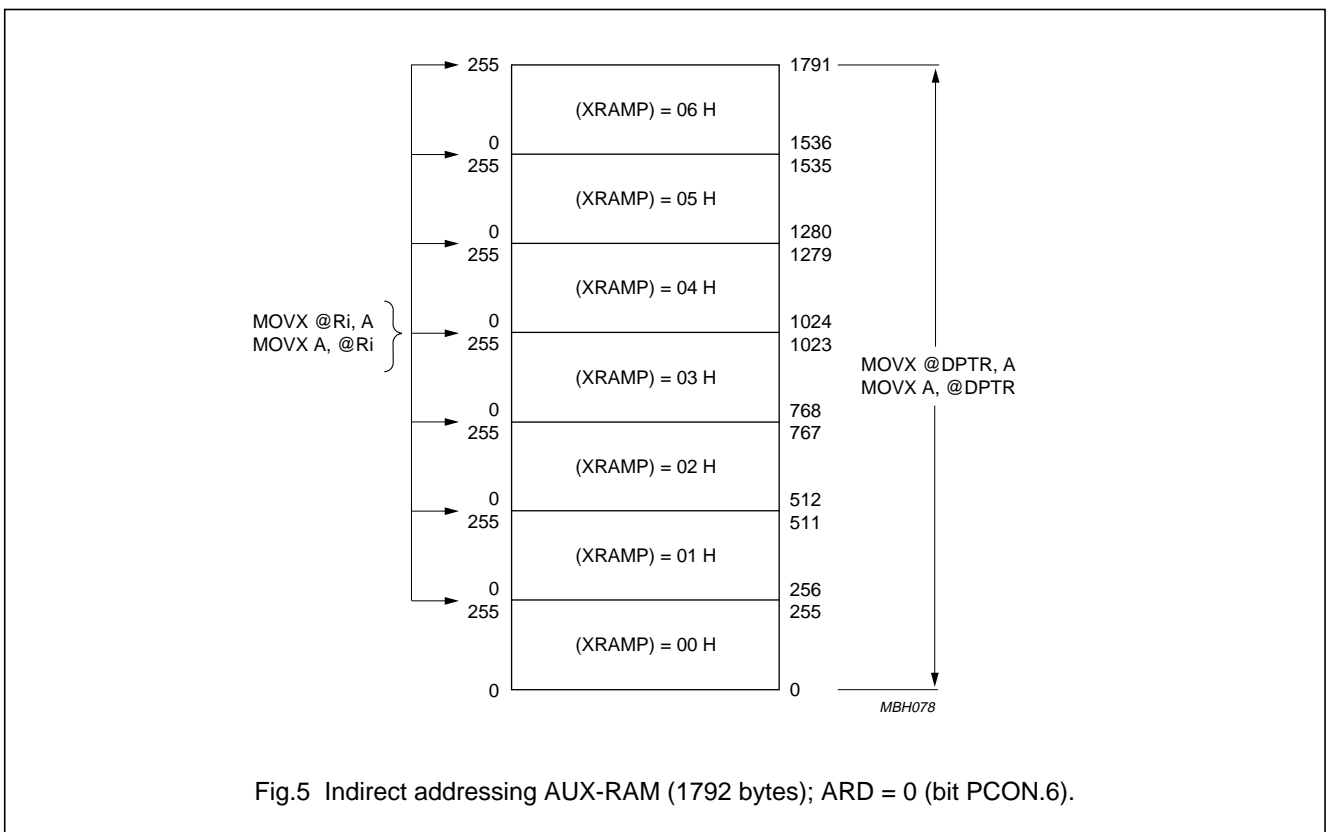 255
1791
(XRAMP) = 06 H
0
1536
255
1535
(XRAMP) = 05 H
0
1280
255
1279
(XRAMP) = 04 H
MOVX @Ri, A
MOVX A, @Ri
0
1024
255
1023
MOVX @DPTR, A
MOVX A, @DPTR
(XRAMP) = 03 H
0
768
255
767
(XRAMP) = 02 H
0
512
255
511
(XRAMP) = 01 H
0
256
255
255
(XRAMP) = 00 H
0
0
MBH078
Fig.5 Indirect addressing AUX-RAM (1792 bytes); ARD = 0 (bit PCON.6).